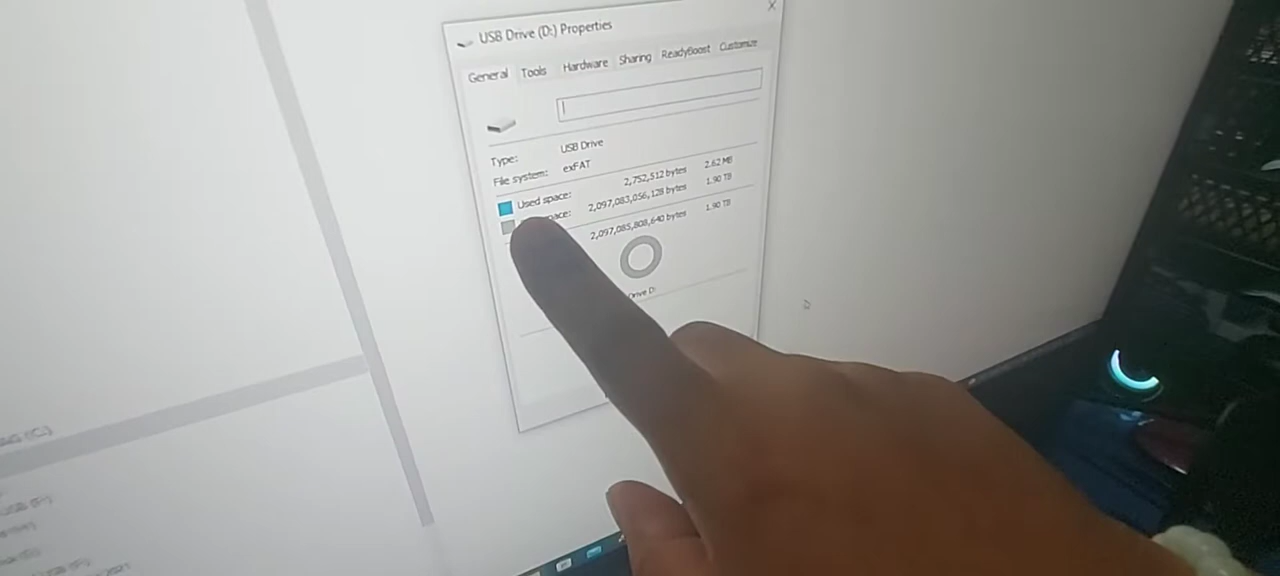 USB Drive (D:) Properties
General Tools Hardware Sharing ReadyBoost Customize
Type: USB Drive
File system: exFAT
Used space: 2,752,512 bytes 2.62 MB
space: 2,097,083,056,128 bytes 1.90 TB
2,097,085,808,640 bytes 1.90 TB
Drive D:
(C:)
USB (F:)
2021